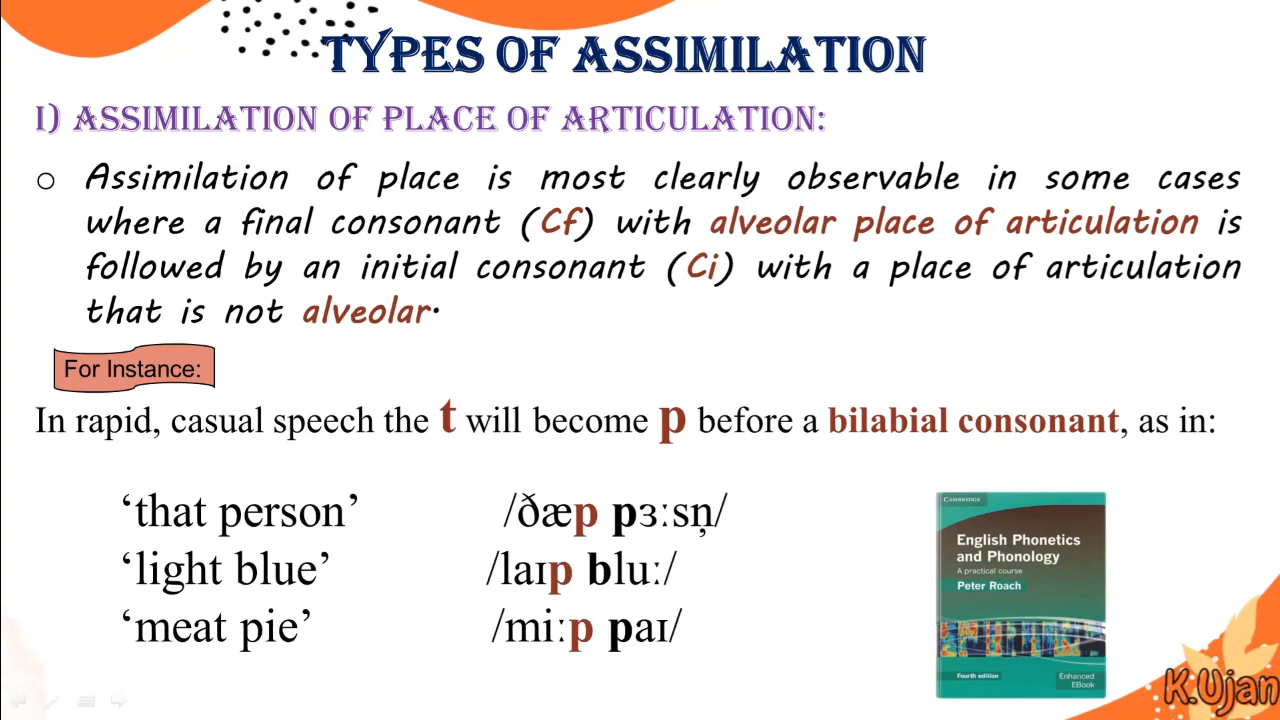 TYPES OF ASSIMILATION
I) ASSIMILATION OF PLACE OF ARTICULATION:
o Assimilation of place is most clearly observable in some cases
where a final consonant (Cf) with alveolar place of articulation is
followed by an initial consonant (Ci) with a place of articulation
that is not alveolar.
For Instance:
In rapid, casual speech the t will become p before a bilabial consonant, as in:
‘that person’ /ðæp pɜːsn̩/
‘light blue’ /laɪp bluː/
‘meat pie’ /miːp paɪ/
CAMBRIDGE
English Phonetics
and Phonology
A practical course
Peter Roach
Fourth edition
Enhanced
EBook
K.Ujan